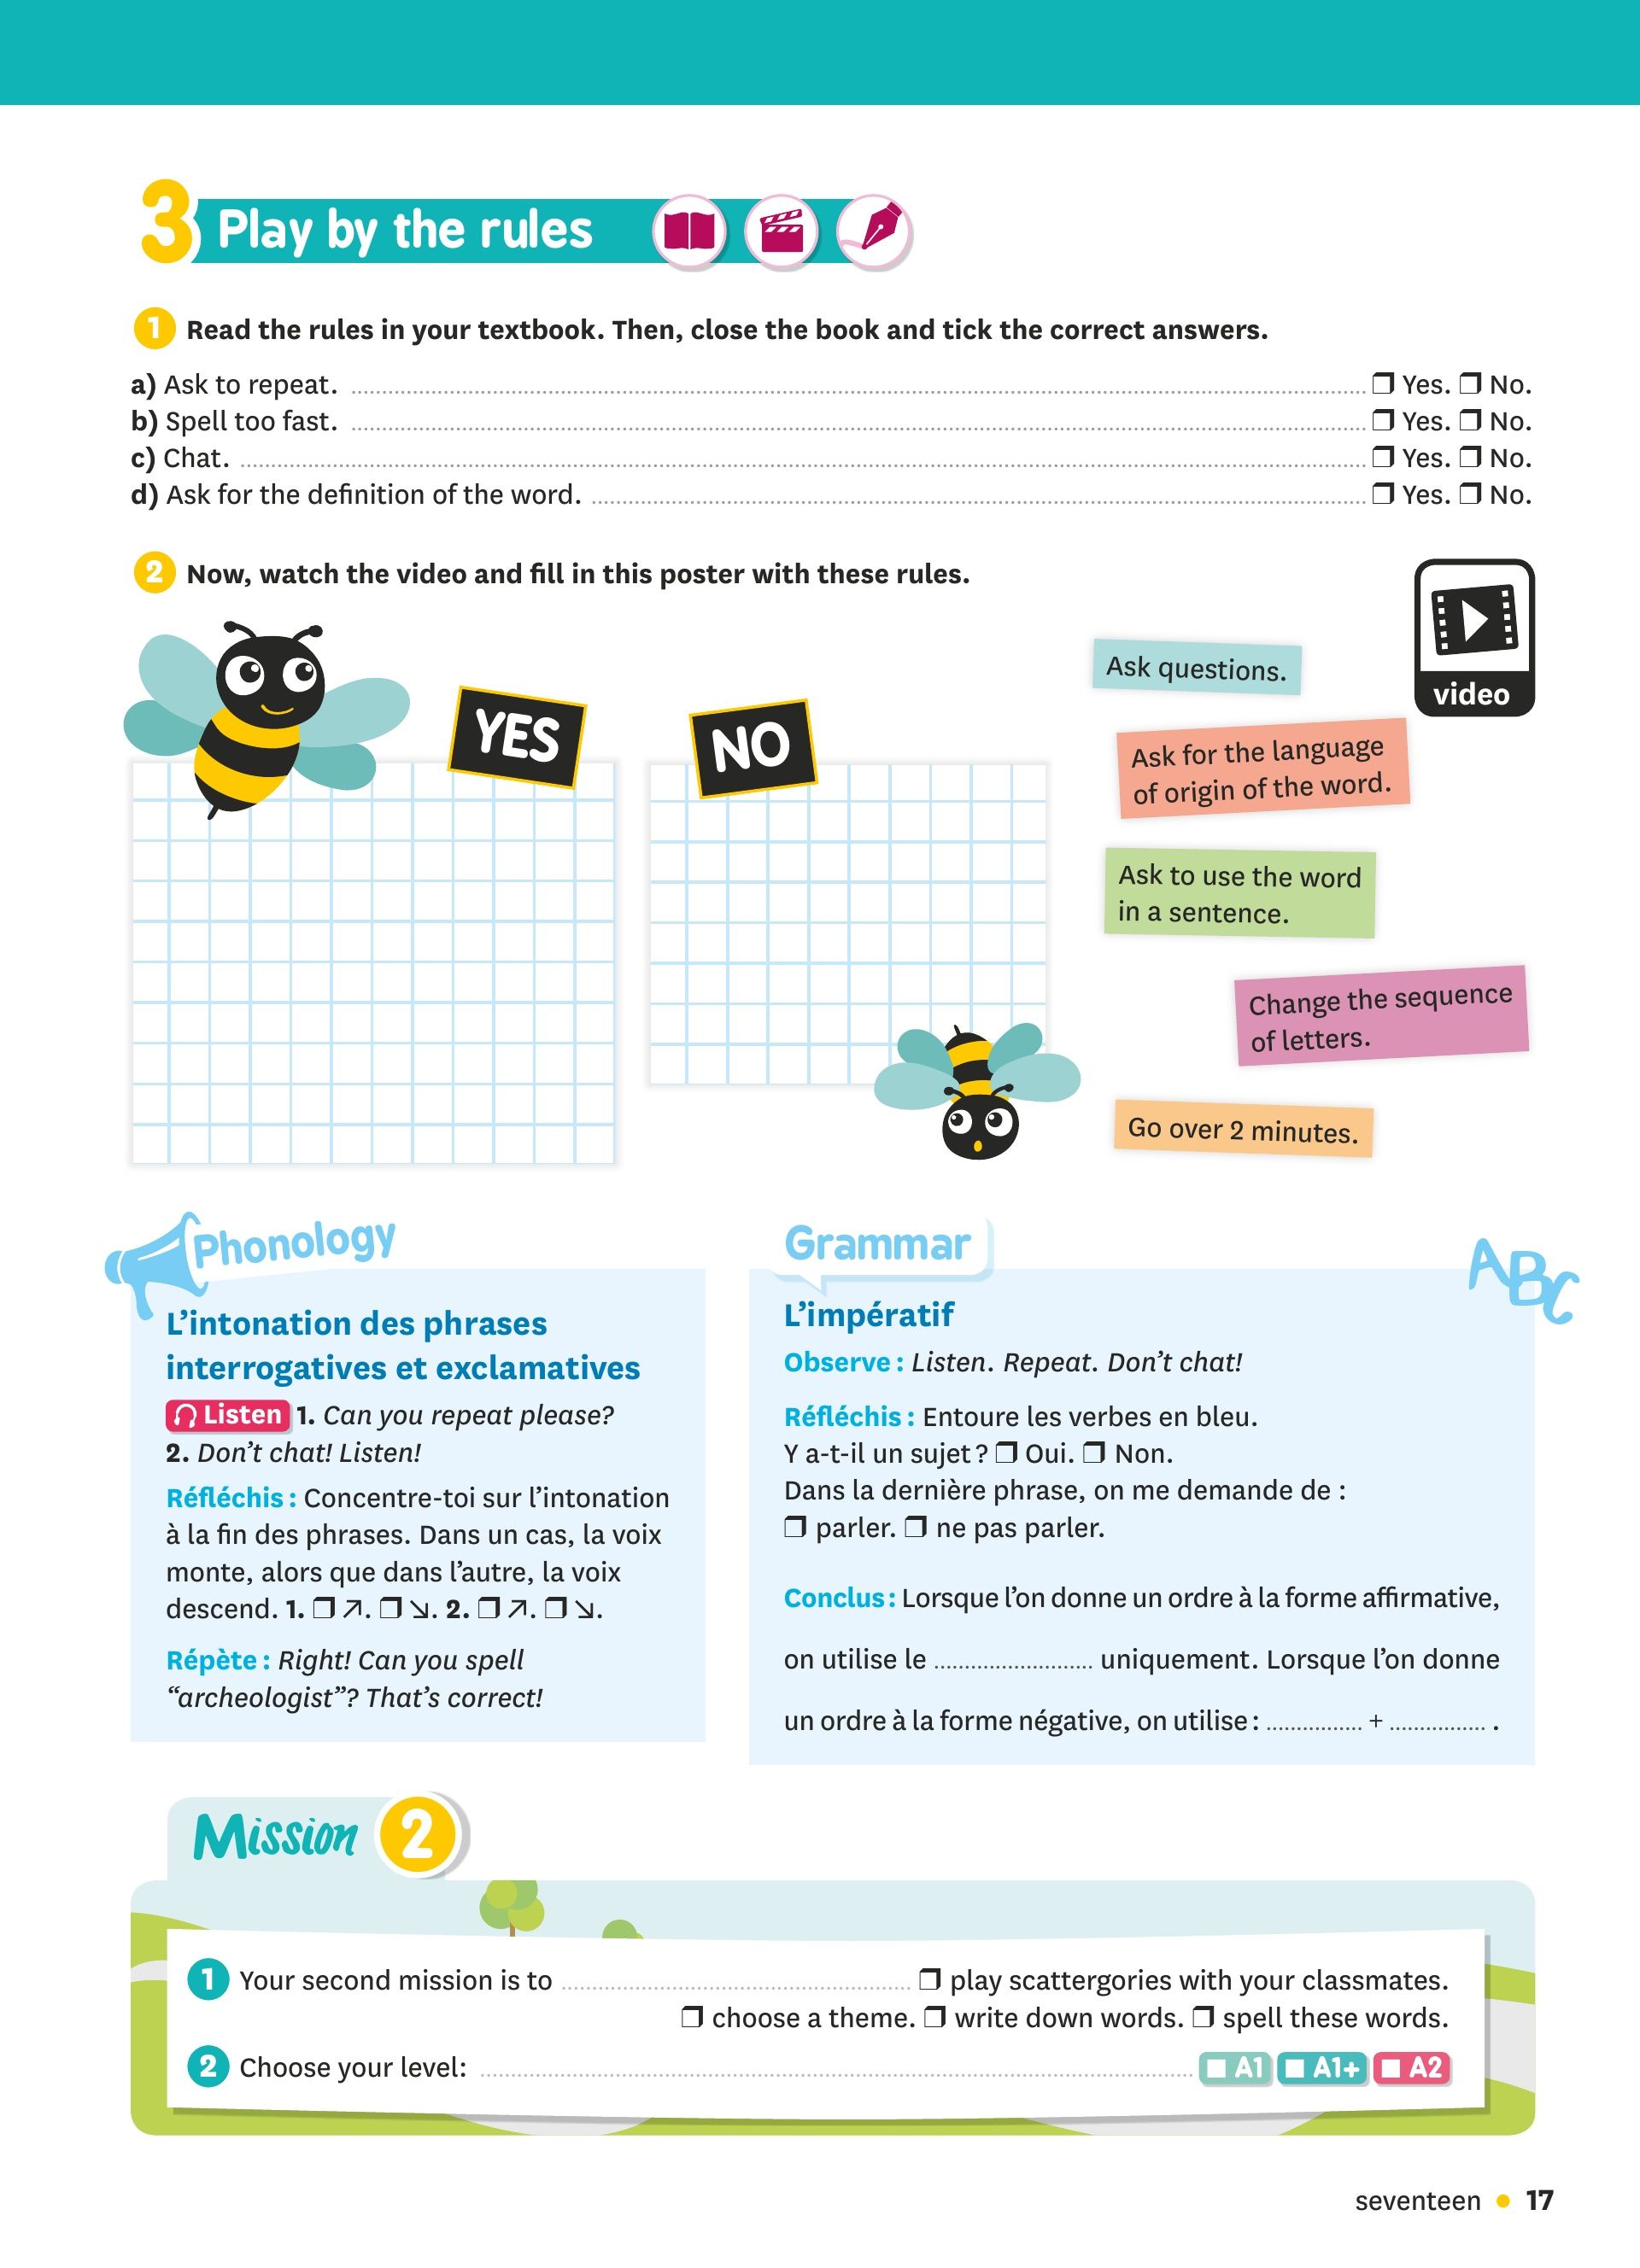 3 Play by the rules
1 Read the rules in your textbook. Then, close the book and tick the correct answers.
a) Ask to repeat. ❒ Yes. ❒ No.
b) Spell too fast. ❒ Yes. ❒ No.
c) Chat. ❒ Yes. ❒ No.
d) Ask for the definition of the word. ❒ Yes. ❒ No.
2 Now, watch the video and fill in this poster with these rules.
video
YES
NO
Ask questions.
Ask for the language
of origin of the word.
Ask to use the word
in a sentence.
Change the sequence
of letters.
Go over 2 minutes.
Phonology
L’intonation des phrases
interrogatives et exclamatives
Listen 1. Can you repeat please?
2. Don’t chat! Listen!
Réfléchis : Concentre-toi sur l’intonation
à la fin des phrases. Dans un cas, la voix
monte, alors que dans l’autre, la voix
descend. 1. ❒ ↗. ❒ ↘. 2. ❒ ↗. ❒ ↘.
Répète : Right! Can you spell
“archeologist”? That’s correct!
Grammar
ABC
L’impératif
Observe : Listen. Repeat. Don’t chat!
Réfléchis : Entoure les verbes en bleu.
Y a-t-il un sujet ? ❒ Oui. ❒ Non.
Dans la dernière phrase, on me demande de :
❒ parler. ❒ ne pas parler.
Conclus : Lorsque l’on donne un ordre à la forme affirmative,
on utilise le .......................... uniquement. Lorsque l’on donne
un ordre à la forme négative, on utilise : ................ + ................ .
Mission 2
1 Your second mission is to ❒ play scattergories with your classmates.
❒ choose a theme. ❒ write down words. ❒ spell these words.
2 Choose your level: A1 A1+ A2
seventeen • 17